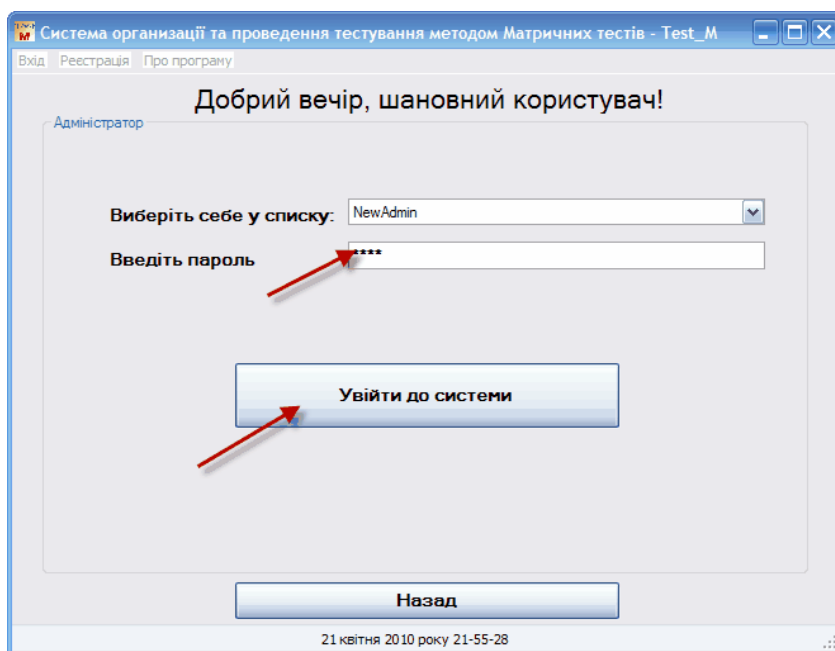 Система организації та проведення тестування методом Матричних тестів - Test_M
Вхід Реєстрація Про програму
Добрий вечір, шановний користувач!
Адміністратор
Виберіть себе у списку: NewAdmin
Введіть пароль ****
Увійти до системи
Назад
21 квітня 2010 року 21-55-28